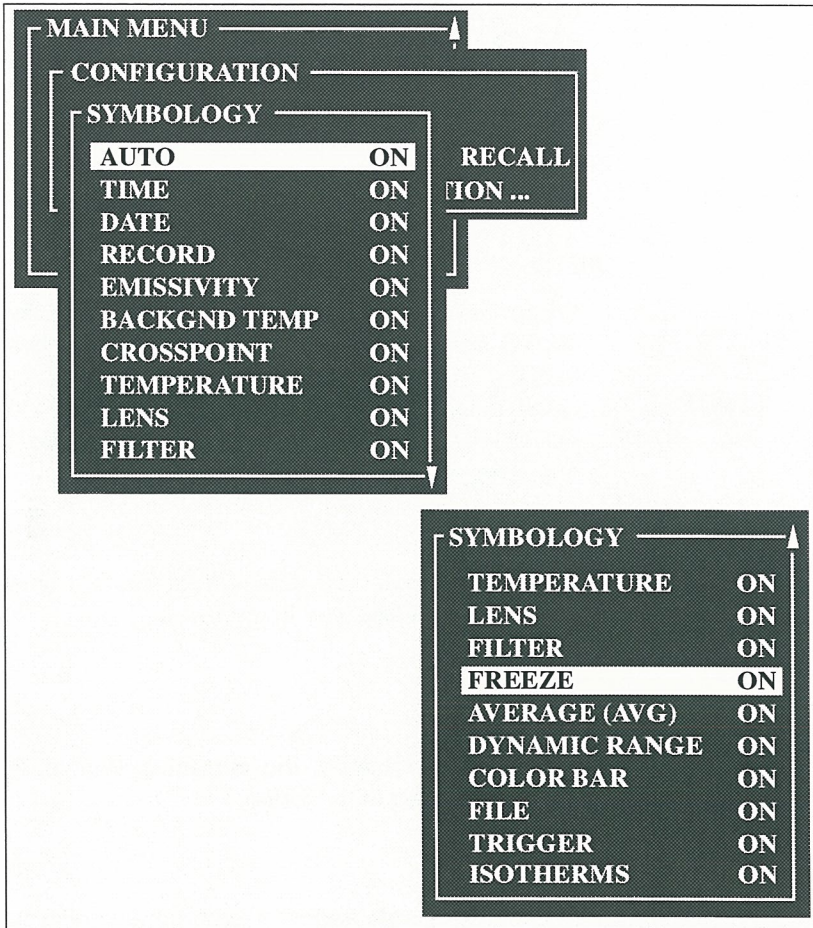 MAIN MENU
CONFIGURATION
SYMBOLOGY
AUTO ON
RECALL
TIME ON
TION ...
DATE ON
RECORD ON
EMISSIVITY ON
BACKGND TEMP ON
CROSSPOINT ON
TEMPERATURE ON
LENS ON
FILTER ON
SYMBOLOGY
TEMPERATURE ON
LENS ON
FILTER ON
FREEZE ON
AVERAGE (AVG) ON
DYNAMIC RANGE ON
COLOR BAR ON
FILE ON
TRIGGER ON
ISOTHERMS ON